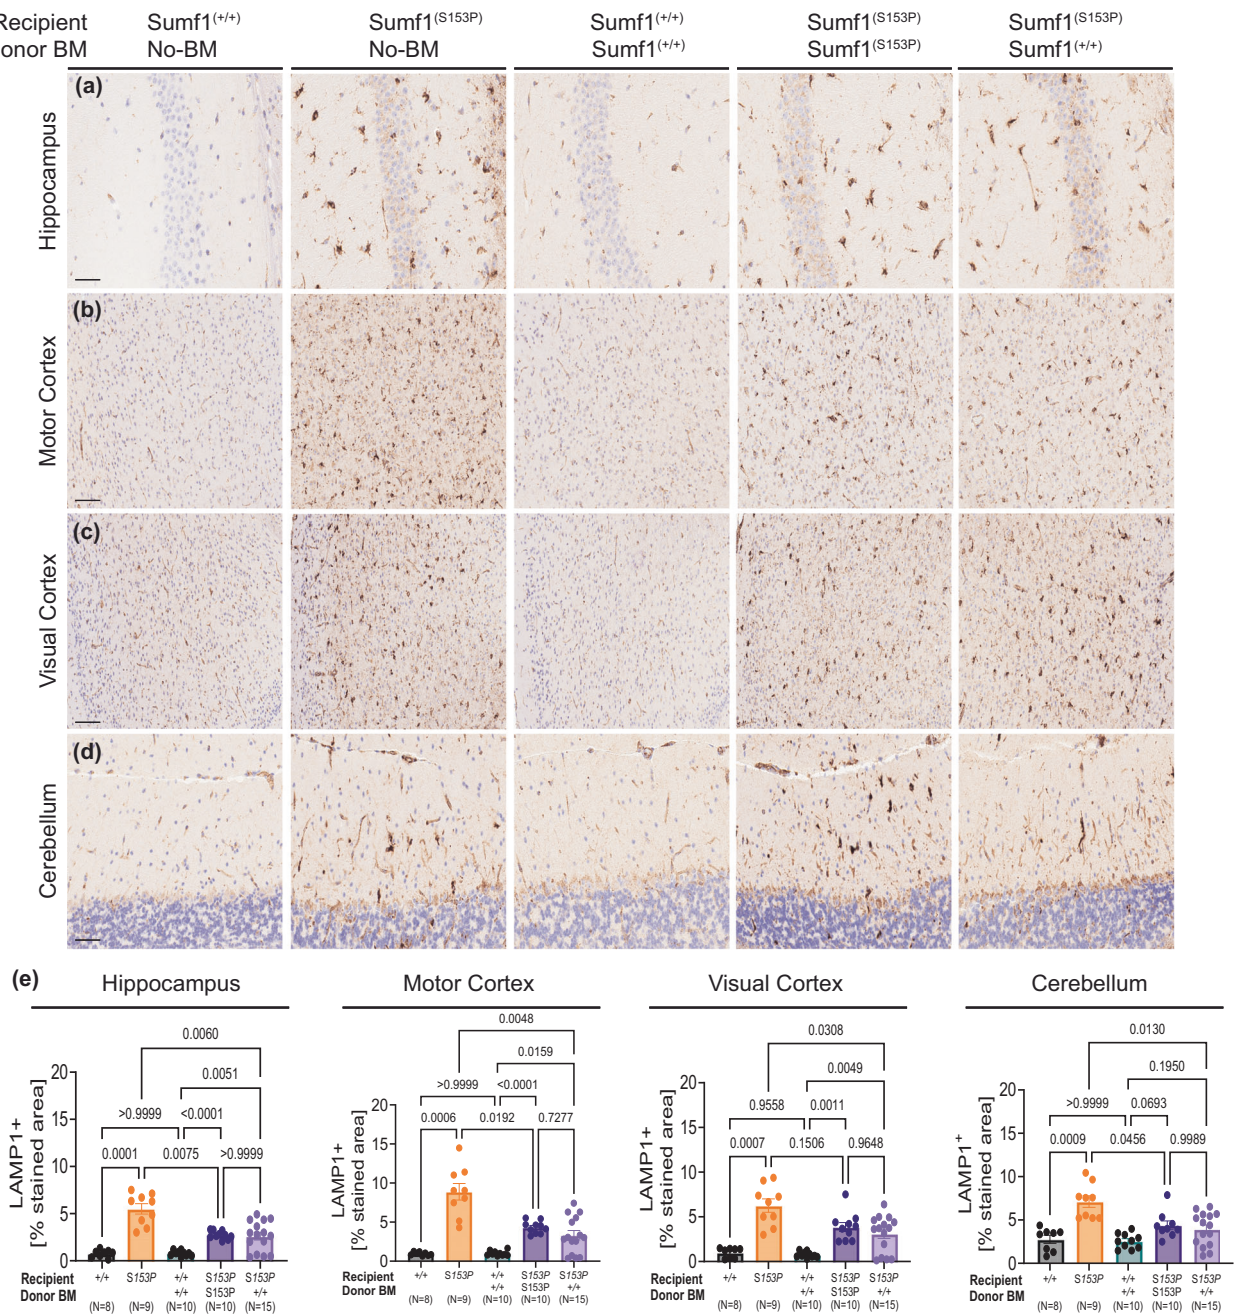 Recipient Sumf1(+/+) Sumf1(S153P) Sumf1(+/+) Sumf1(S153P) Sumf1(S153P)
onor BM No-BM No-BM Sumf1(+/+) Sumf1(S153P) Sumf1(+/+)
(a)
Hippocampus
(b)
Motor Cortex
(c)
Visual Cortex
(d)
Cerebellum
(e)
Hippocampus
0.0060
0.0051
>0.9999 <0.0001
0.0001 0.0075 >0.9999
LAMP1+
[% stained area]
20
15
10
5
0
Recipient +/+ S153P +/+ S153P S153P
Donor BM +/+ S153P +/+
(N=8) (N=9) (N=10) (N=10) (N=15)
Motor Cortex
0.0048
0.0159
>0.9999 <0.0001
0.0006 0.0192 0.7277
LAMP1+
[% stained area]
20
15
10
5
0
Recipient +/+ S153P +/+ S153P S153P
Donor BM +/+ S153P +/+
(N=8) (N=9) (N=10) (N=10) (N=15)
Visual Cortex
0.0308
0.0049
0.9558 0.0011
0.0007 0.1506 0.9648
LAMP1+
[% stained area]
20
15
10
5
0
Recipient +/+ S153P +/+ S153P S153P
Donor BM +/+ S153P +/+
(N=8) (N=9) (N=10) (N=10) (N=15)
Cerebellum
0.0130
0.1950
>0.9999 0.0693
0.0009 0.0456 0.9989
LAMP1+
[% stained area]
20
15
10
5
0
Recipient +/+ S153P +/+ S153P S153P
Donor BM +/+ S153P +/+
(N=8) (N=9) (N=10) (N=10) (N=15)